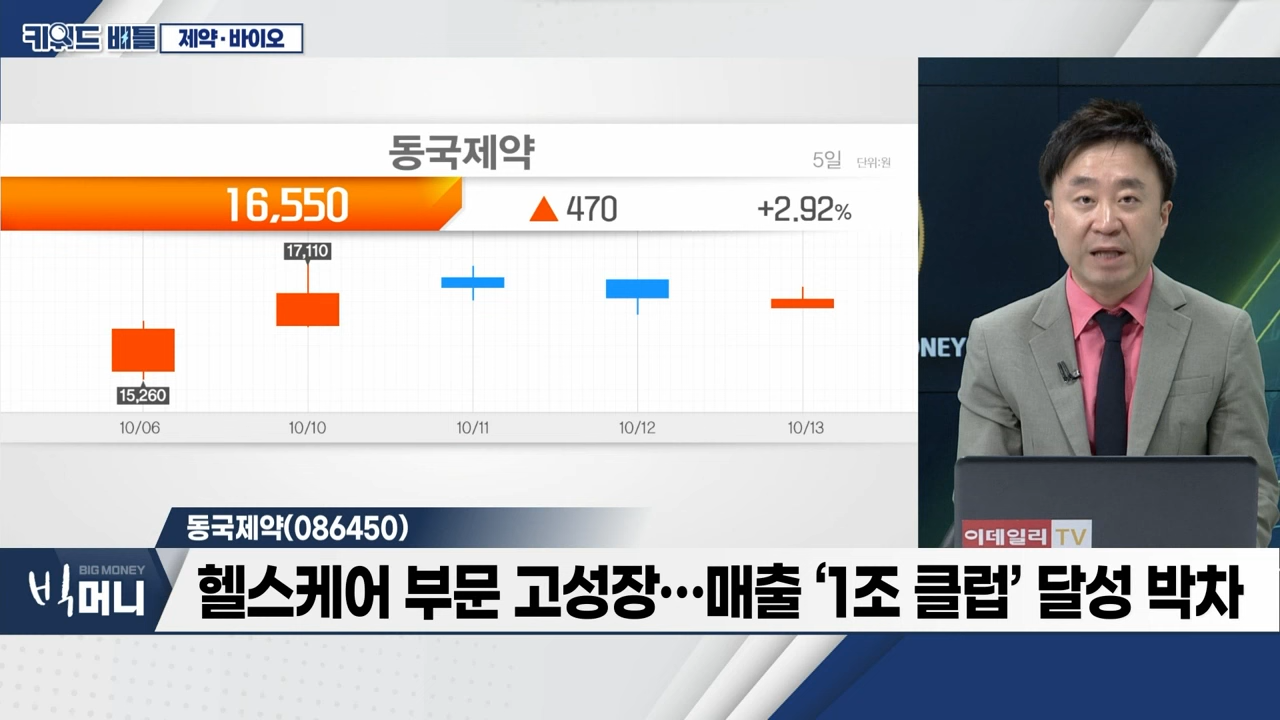 키워드 배틀 제약·바이오
동국제약
5일 단위:원
16,550 ▲ 470 +2.92%
17,110
15,260
10/06 10/10 10/11 10/12 10/13
NEY
이데일리 TV
동국제약(086450)
BIG MONEY
빅머니
헬스케어 부문 고성장…매출 ‘1조 클럽’ 달성 박차